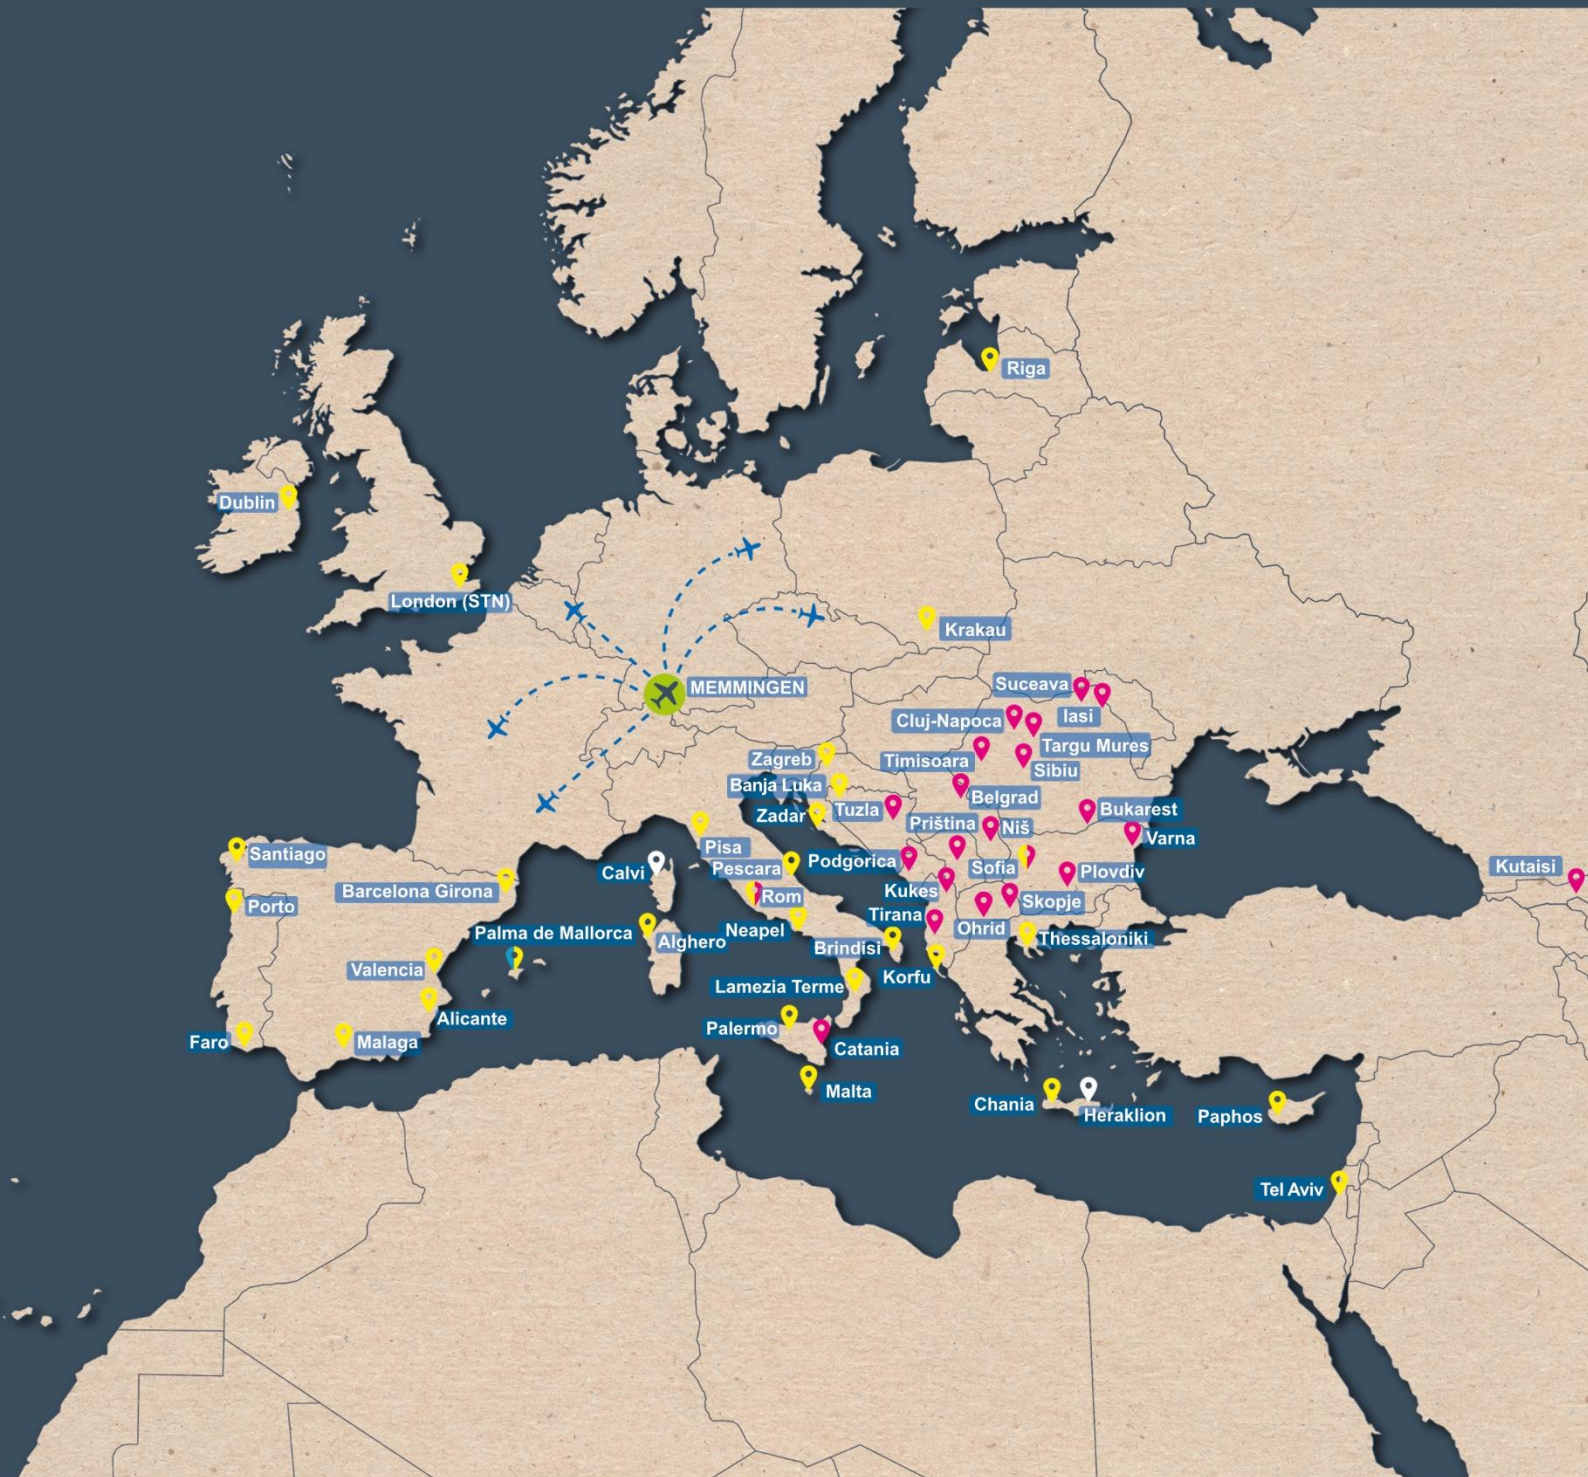 Riga
Dublin
London (STN)
Krakau
MEMMINGEN
Suceava
Iasi
Cluj-Napoca
Targu Mures
Zagreb
Timisoara
Sibiu
Banja Luka
Belgrad
Zadar
Tuzla
Bukarest
Priština
Niš
Varna
Pisa
Santiago
Podgorica
Kutaisi
Calvi
Pescara
Sofia
Plovdiv
Barcelona Girona
Kukes
Rom
Skopje
Porto
Tirana
Ohrid
Neapel
Palma de Mallorca
Thessaloniki
Alghero
Brindisi
Valencia
Korfu
Lamezia Terme
Alicante
Palermo
Faro
Malaga
Catania
Malta
Chania
Heraklion
Paphos
Tel Aviv